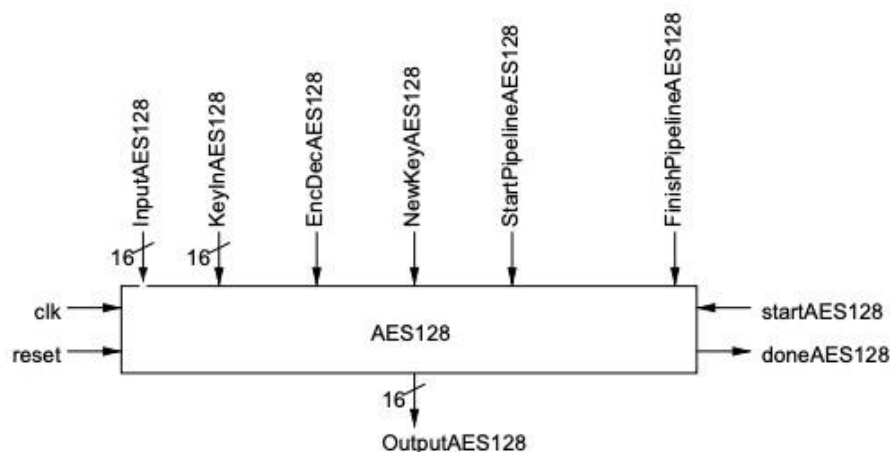 InputAES128
KeyInAES128
EncDecAES128
NewKeyAES128
StartPipelineAES128
FinishPipelineAES128
16
16
clk
startAES128
AES128
reset
doneAES128
16
OutputAES128